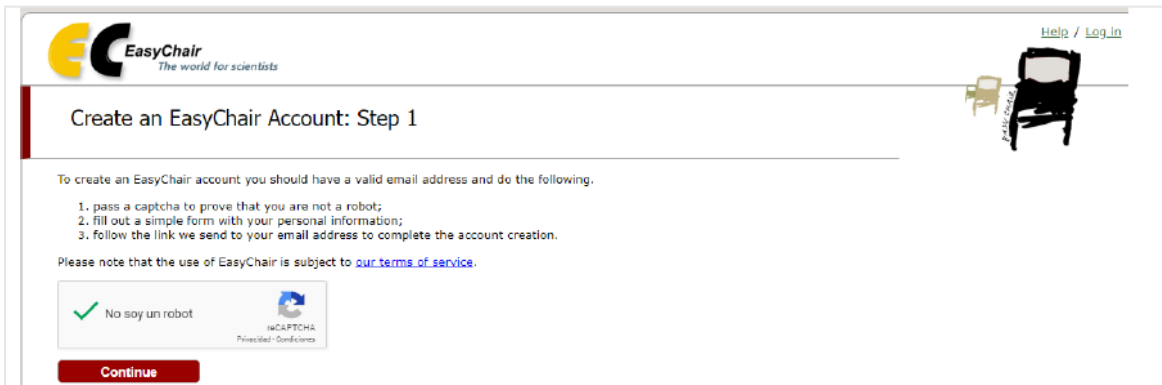 EasyChair
The world for scientists
Help / Log in
Create an EasyChair Account: Step 1
To create an EasyChair account you should have a valid email address and do the following.
1. pass a captcha to prove that you are not a robot;
2. fill out a simple form with your personal information;
3. follow the link we send to your email address to complete the account creation.
Please note that the use of EasyChair is subject to our terms of service.
No soy un robot
reCAPTCHA
Privacidad - Condiciones
Continue